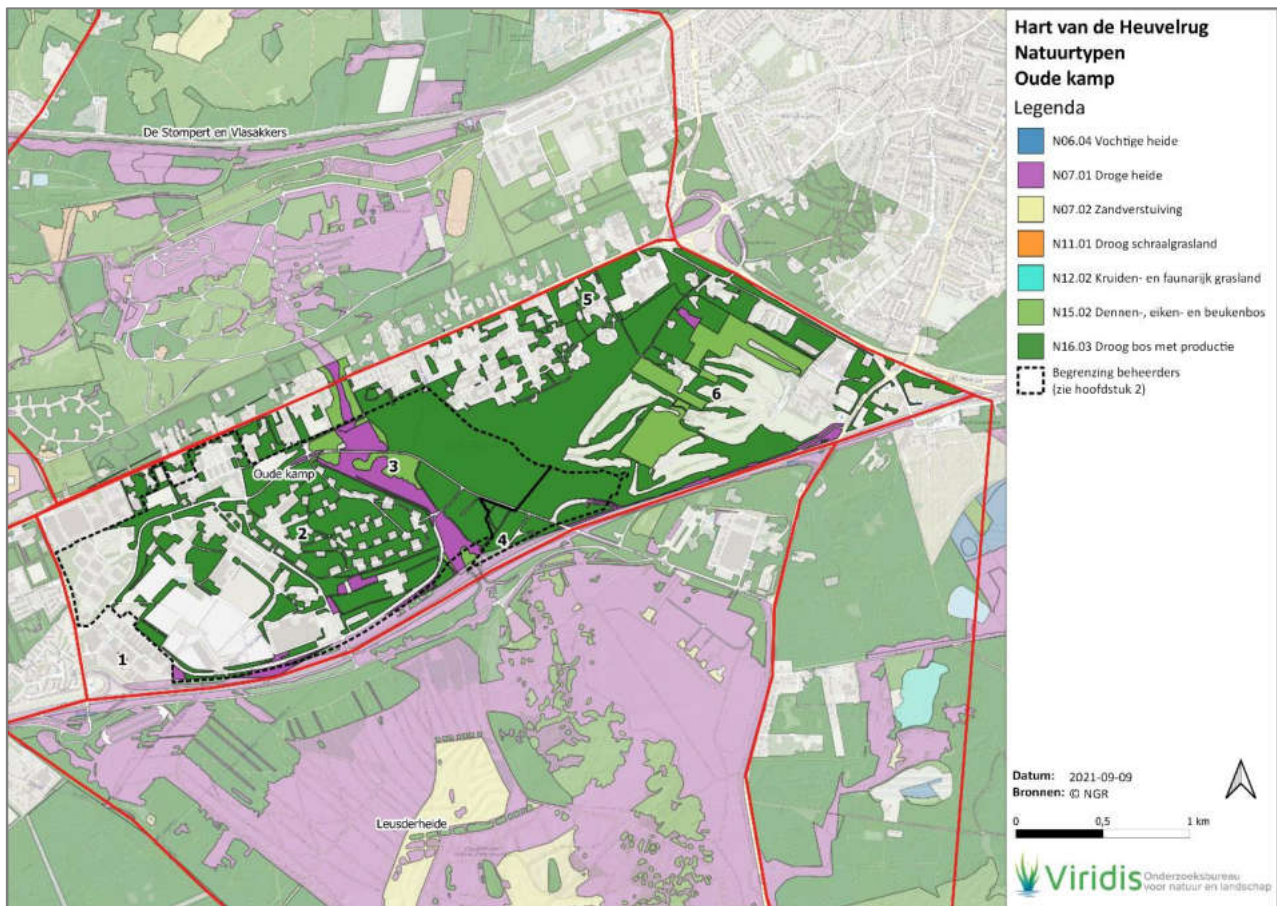 Hart van de Heuvelrug
Natuurtypen
Oude kamp
Legenda
N06.04 Vochtige heide
N07.01 Droge heide
N07.02 Zandverstuiving
N11.01 Droog schraalgrasland
N12.02 Kruiden- en faunarijk grasland
N15.02 Dennen-, eiken- en beukenbos
N16.03 Droog bos met productie
Begrenzing beheerders
(zie hoofdstuk 2)
De Stompert en Vlasakkers
5
6
3
Oude kamp
2
4
1
Leusderheide
Datum: 2021-09-09
Bronnen: © NGR
0 0,5 1 km
Viridis Onderzoeksbureau
voor natuur en landschap